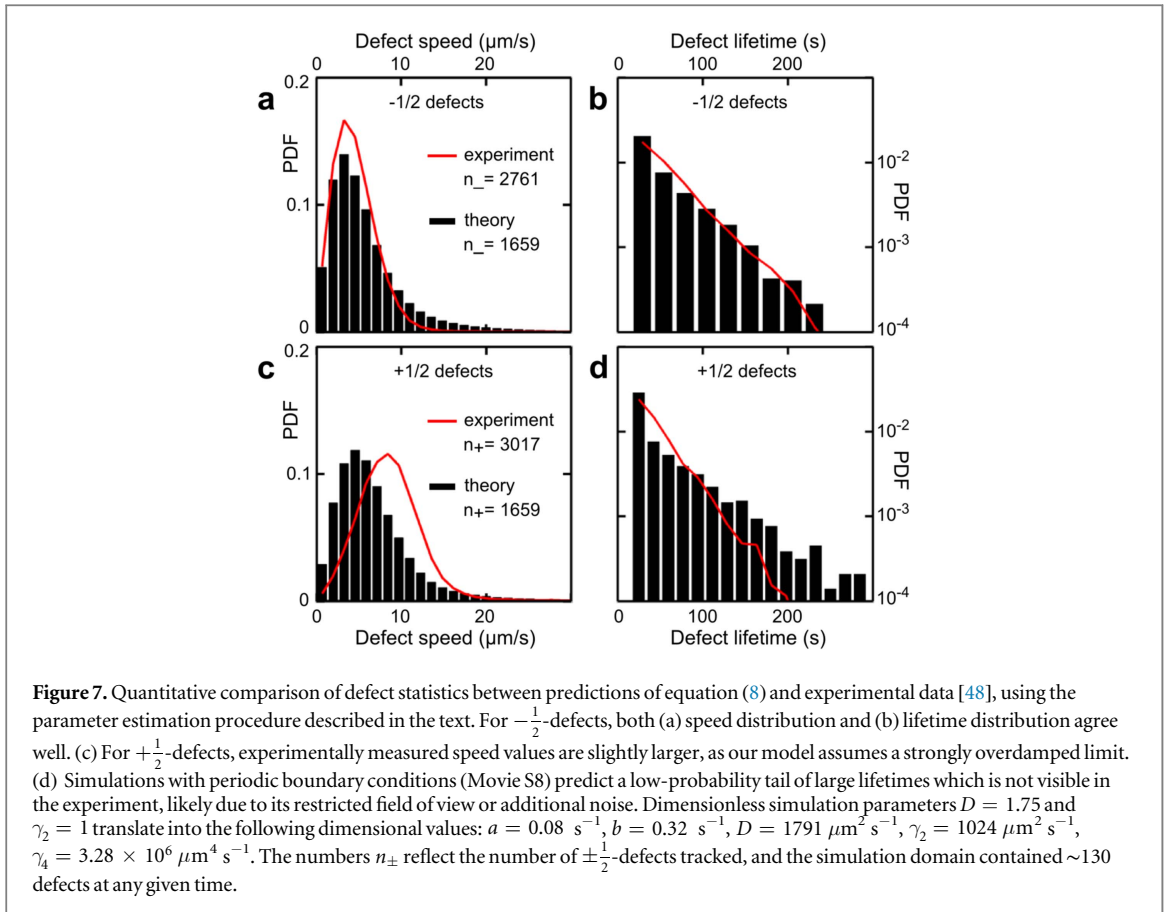 Defect speed (μm/s)
0 10 20
Defect lifetime (s)
0 100 200
a
0.2
0.1
0
PDF
-1/2 defects
experiment
n_= 2761
theory
n_= 1659
b
-1/2 defects
10-2
10-3
10-4
PDF
c
0.2
0.1
0
PDF
+1/2 defects
experiment
n+= 3017
theory
n+= 1659
d
+1/2 defects
10-2
10-3
10-4
PDF
0 10 20
Defect speed (μm/s)
0 100 200
Defect lifetime (s)
Figure 7. Quantitative comparison of defect statistics between predictions of equation (8) and experimental data [48], using the
parameter estimation procedure described in the text. For −1/2-defects, both (a) speed distribution and (b) lifetime distribution agree
well. (c) For +1/2-defects, experimentally measured speed values are slightly larger, as our model assumes a strongly overdamped limit.
(d) Simulations with periodic boundary conditions (Movie S8) predict a low-probability tail of large lifetimes which is not visible in
the experiment, likely due to its restricted field of view or additional noise. Dimensionless simulation parameters D = 1.75 and
γ2 = 1 translate into the following dimensional values: a = 0.08 s−1, b = 0.32 s−1, D = 1791 μm2 s−1, γ2 = 1024 μm2 s−1,
γ4 = 3.28 × 106 μm4 s−1. The numbers n± reflect the number of ±1/2-defects tracked, and the simulation domain contained ~130
defects at any given time.